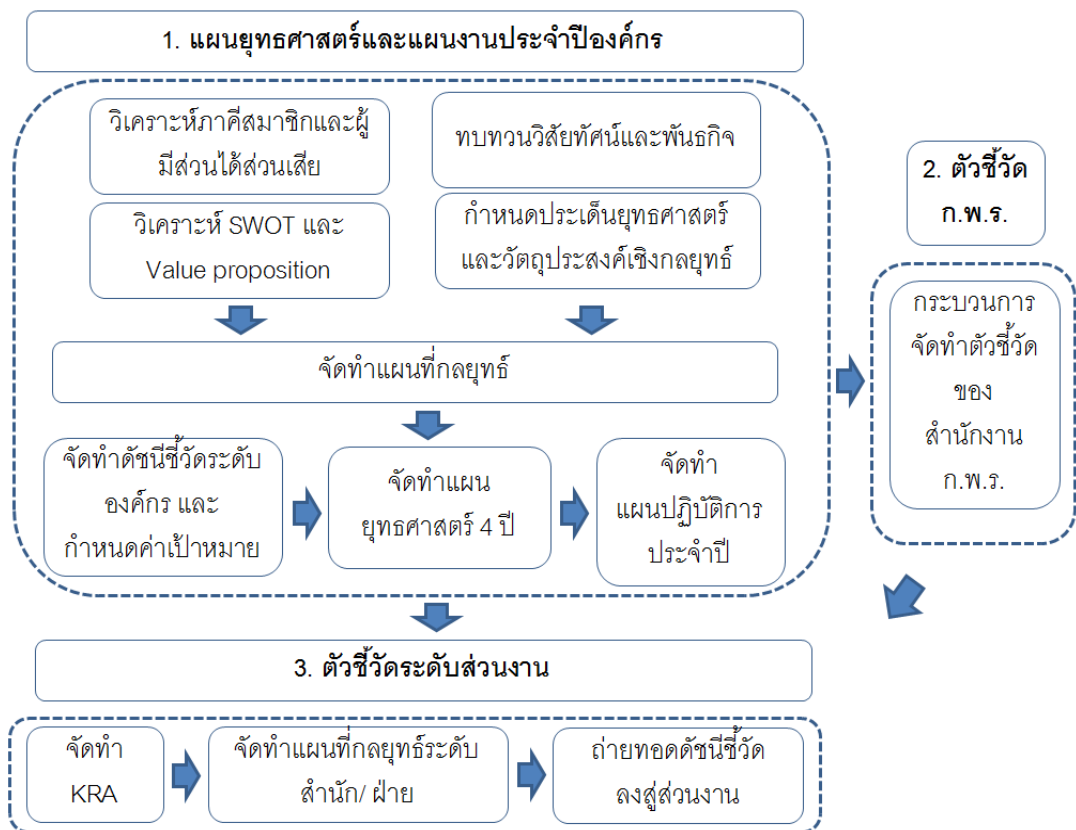 1. แผนยุทธศาสตร์และแผนงานประจำปีองค์กร
วิเคราะห์ภาคีสมาชิกและผู้
มีส่วนได้ส่วนเสีย
ทบทวนวิสัยทัศน์และพันธกิจ
วิเคราะห์ SWOT และ
Value proposition
กำหนดประเด็นยุทธศาสตร์
และวัตถุประสงค์เชิงกลยุทธ์
จัดทำแผนที่กลยุทธ์
จัดทำดัชนีชี้วัดระดับ
องค์กร และ
กำหนดค่าเป้าหมาย
จัดทำแผน
ยุทธศาสตร์ 4 ปี
จัดทำ
แผนปฏิบัติการ
ประจำปี
2. ตัวชี้วัด
ก.พ.ร.
กระบวนการ
จัดทำตัวชี้วัด
ของ
สำนักงาน
ก.พ.ร.
3. ตัวชี้วัดระดับส่วนงาน
จัดทำ
KRA
จัดทำแผนที่กลยุทธ์ระดับ
สำนัก/ ฝ่าย
ถ่ายทอดดัชนีชี้วัด
ลงสู่ส่วนงาน